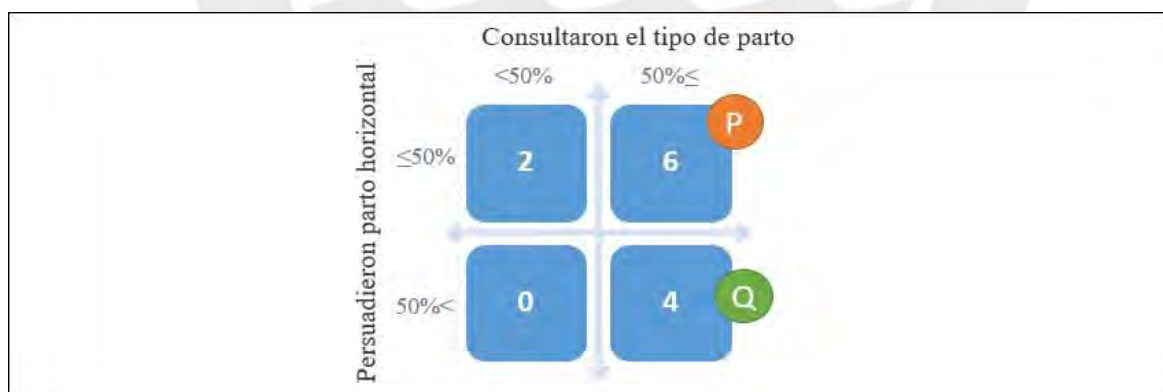 Consultaron el tipo de parto
<50% 50%≤
Persuadieron parto horizontal
≤50% 2 6 P
50%< 0 4 Q